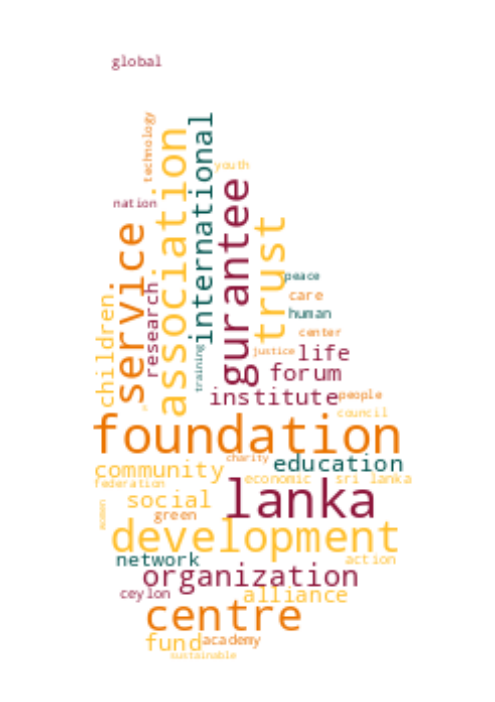 global
technology
association
international
youth
nation
service
gurantee
trust
peace
care
human
center
children
research
training
justice
life
forum
institute
people
council
foundation
charity
community
education
federation
economic
sri lanka
women
social
lanka
green
development
network
action
organization
ceylon
alliance
centre
fund
academy
sustainable